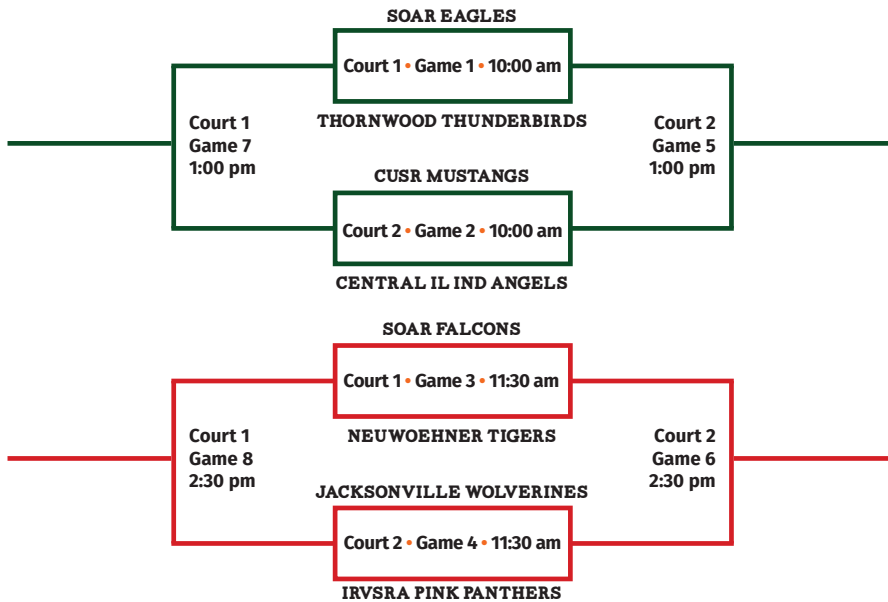 SOAR EAGLES
Court 1 • Game 1 • 10:00 am
THORNWOOD THUNDERBIRDS
Court 1
Game 7
1:00 pm
Court 2
Game 5
1:00 pm
CUSR MUSTANGS
Court 2 • Game 2 • 10:00 am
CENTRAL IL IND ANGELS
SOAR FALCONS
Court 1 • Game 3 • 11:30 am
NEUWOEHNER TIGERS
Court 1
Game 8
2:30 pm
Court 2
Game 6
2:30 pm
JACKSONVILLE WOLVERINES
Court 2 • Game 4 • 11:30 am
IRVSRA PINK PANTHERS